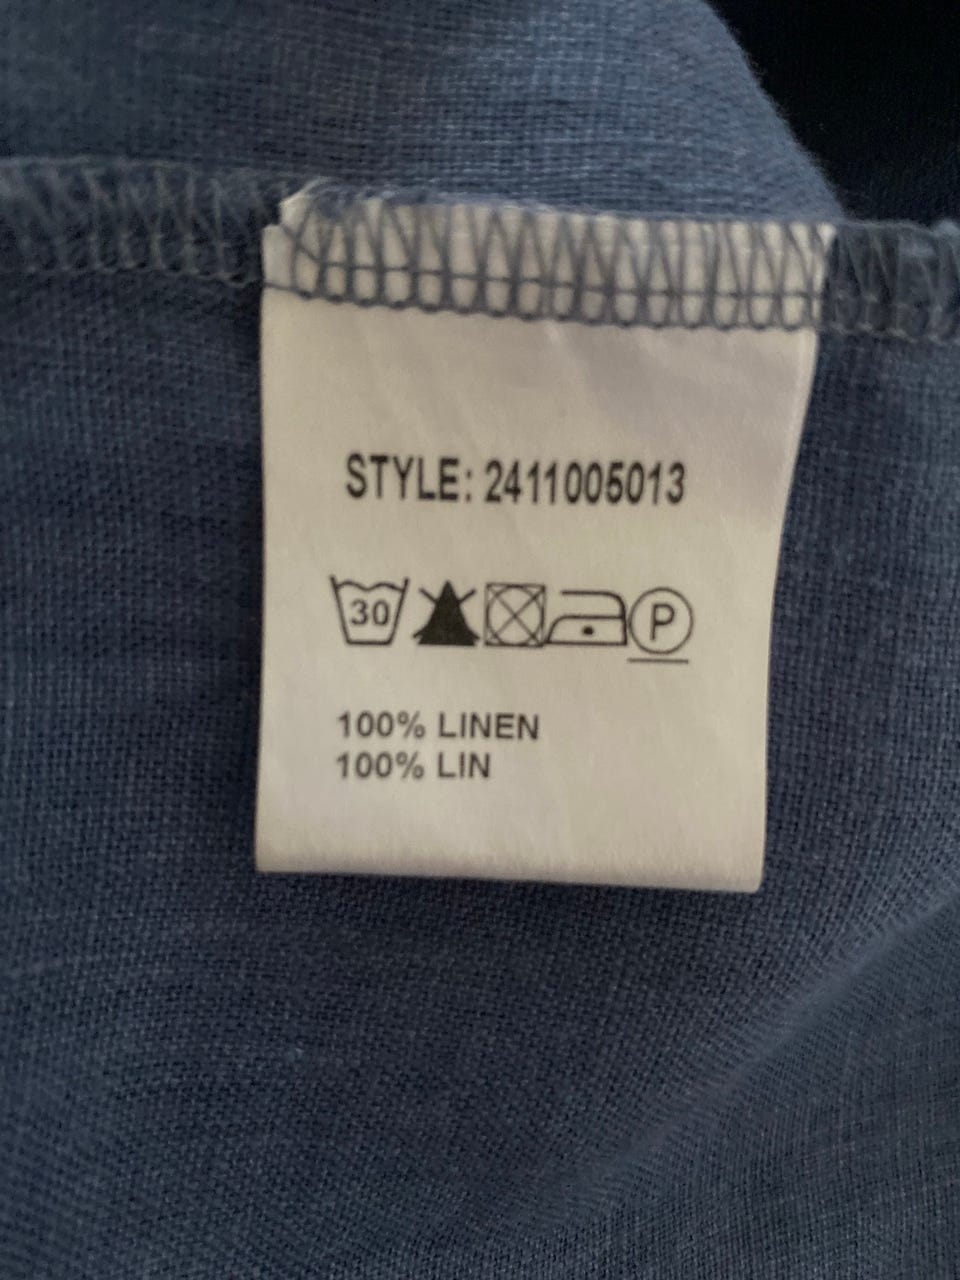 STYLE: 2411005013
30 P
100% LINEN
100% LIN